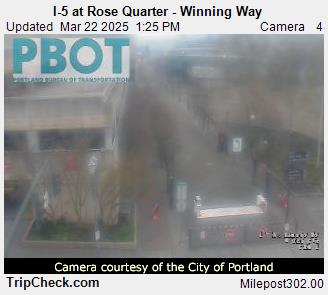 I-5 at Rose Quarter - Winning Way
Updated Mar 22 2025 1:25 PM Camera 4
PBOT
PORTLAND BUREAU OF TRANSPORTATION
Camera courtesy of the City of Portland
TripCheck.com Milepost302.00